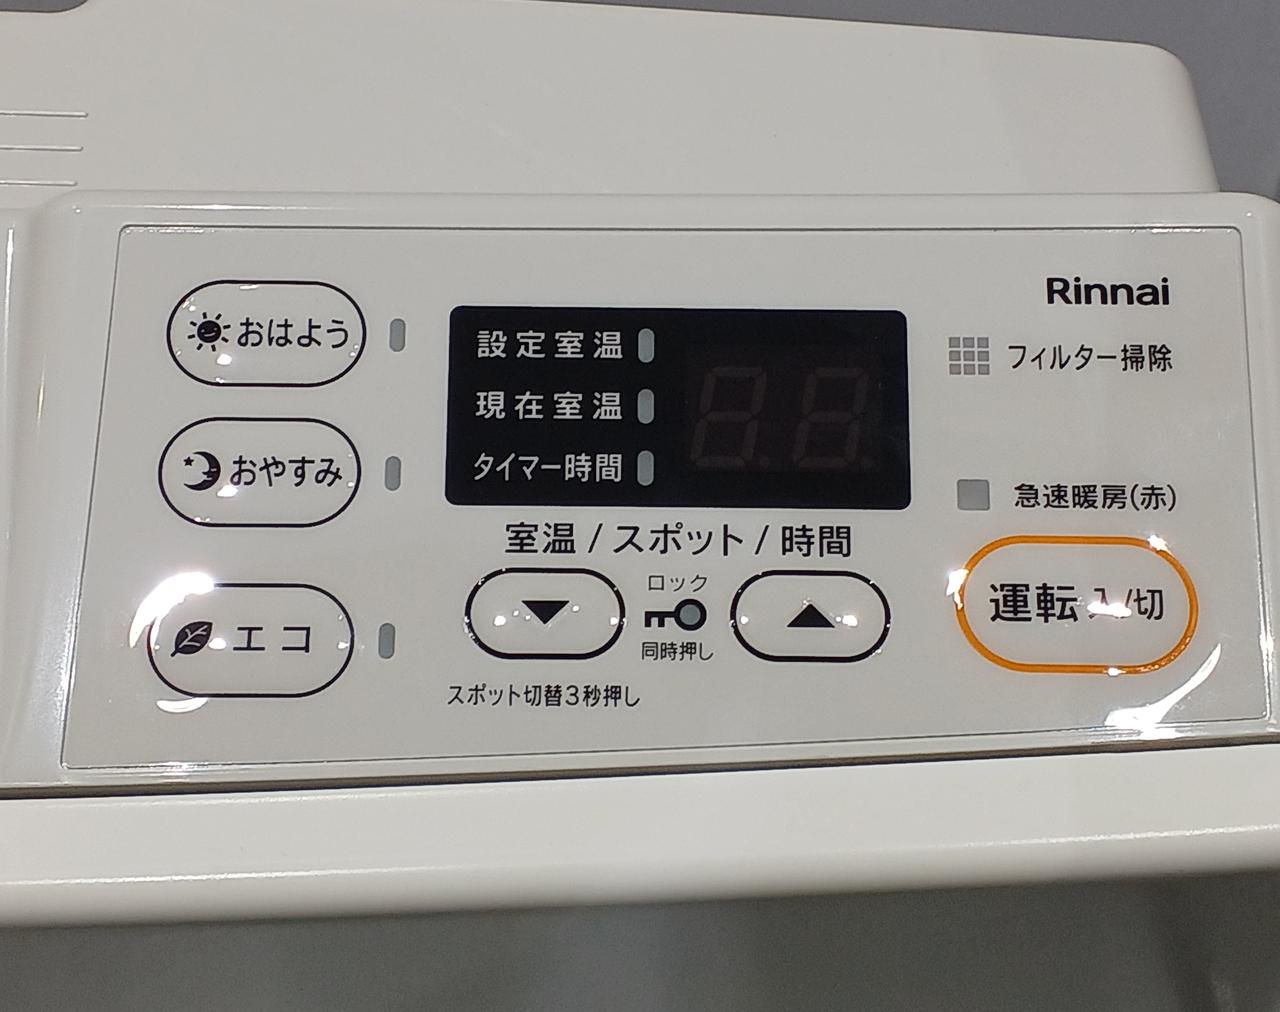 Rinnai
おはよう
設定室温
フィルター掃除
現在室温
おやすみ
タイマー時間
急速暖房(赤)
室温 / スポット / 時間
ロック
運転 入/切
エコ
同時押し
スポット切替3秒押し